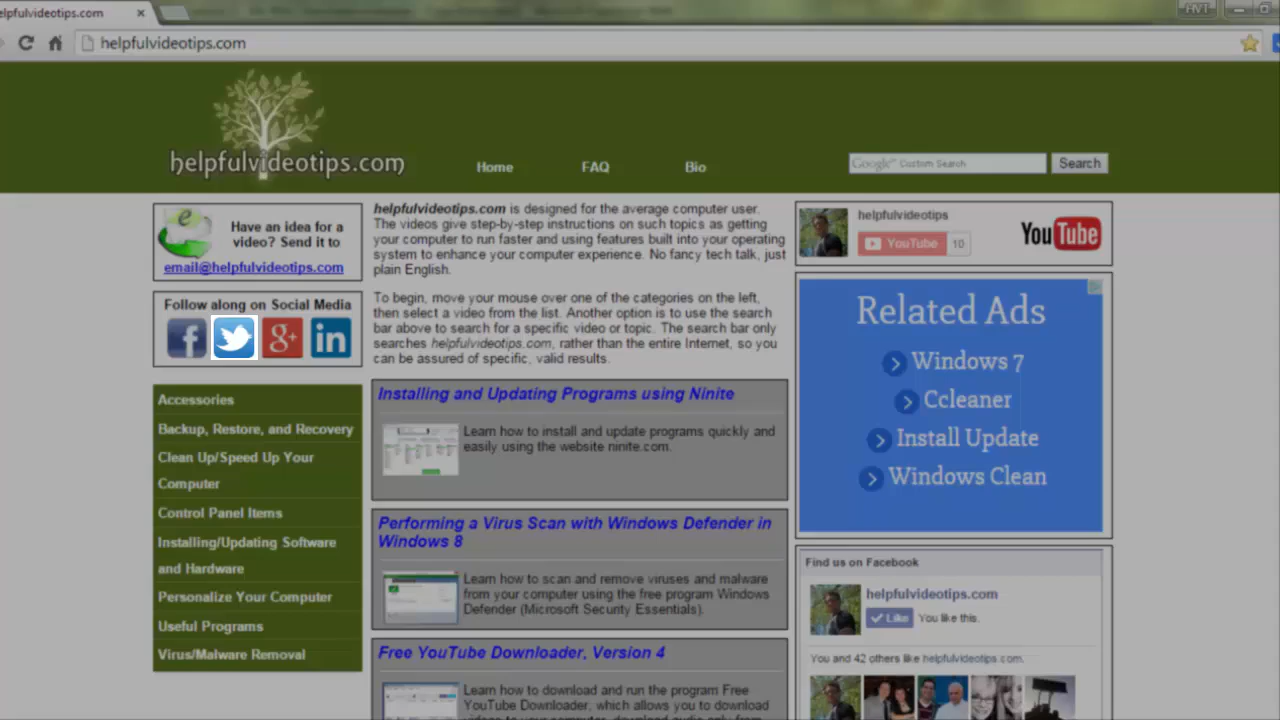 elpfulvideotips.com
HVT
helpfulvideotips.com
helpfulvideotips.com
Home
FAQ
Bio
Google™ Custom Search
Search
Have an idea for a
video? Send it to
email@helpfulvideotips.com
Follow along on Social Media
Accessories
Backup, Restore, and Recovery
Clean Up/Speed Up Your
Computer
Control Panel Items
Installing/Updating Software
and Hardware
Personalize Your Computer
Useful Programs
Virus/Malware Removal
helpfulvideotips.com is designed for the average computer user.
The videos give step-by-step instructions on such topics as getting
your computer to run faster and using features built into your operating
system to enhance your computer experience. No fancy tech talk, just
plain English.
To begin, move your mouse over one of the categories on the left,
then select a video from the list. Another option is to use the search
bar above to search for a specific video or topic. The search bar only
searches helpfulvideotips.com, rather than the entire Internet, so you
can be assured of specific, valid results.
Installing and Updating Programs using Ninite
Learn how to install and update programs quickly and
easily using the website ninite.com.
Performing a Virus Scan with Windows Defender in
Windows 8
Learn how to scan and remove viruses and malware
from your computer using the free program Windows
Defender (Microsoft Security Essentials).
Free YouTube Downloader, Version 4
Learn how to download and run the program Free
YouTube Downloader, which allows you to download
videos to your computer, download audio only from
helpfulvideotips
YouTube
10
YouTube
Related Ads
Windows 7
Ccleaner
Install Update
Windows Clean
Find us on Facebook
helpfulvideotips.com
Like
You like this.
You and 42 others like helpfulvideotips.com.